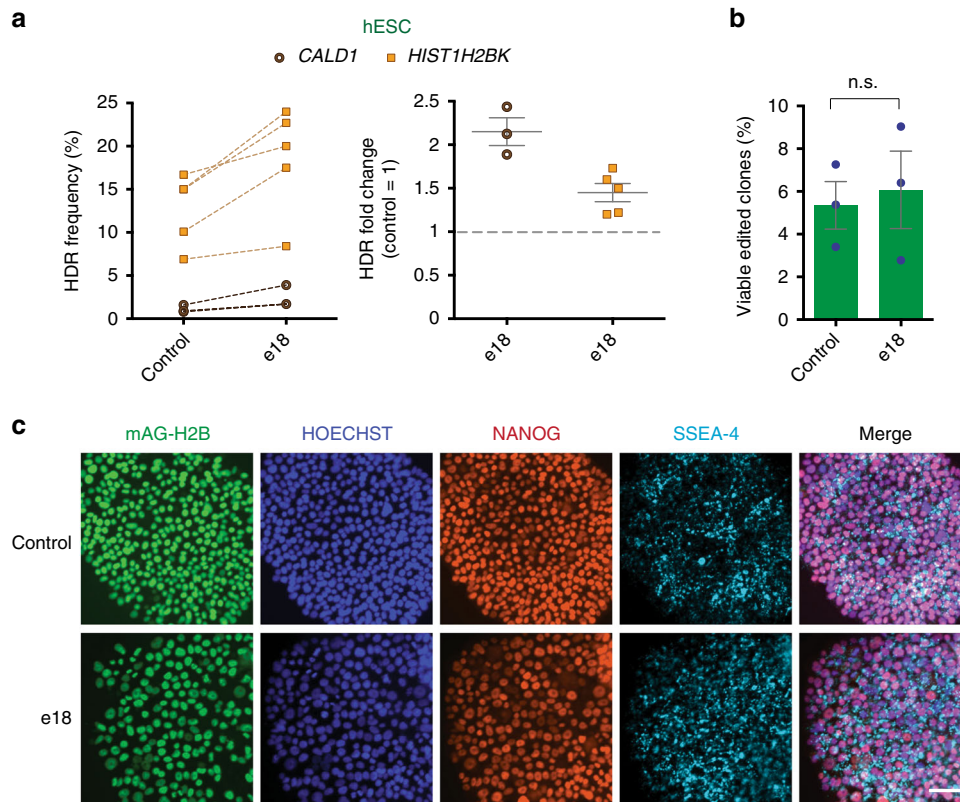 a
hESC
CALD1 HIST1H2BK
HDR frequency (%)
25
20
15
10
5
0
Control
e18
HDR fold change
(control = 1)
2.5
2
1.5
1
0.5
0
e18
e18
b
n.s.
Viable edited clones (%)
10
8
6
4
2
0
Control
e18
c
mAG-H2B HOECHST NANOG SSEA-4 Merge
Control
e18